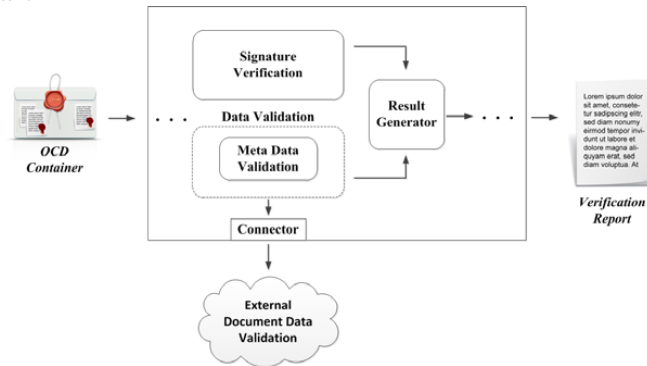 Signature
Verification
OCD
Container
. . .
Data Validation
Meta Data
Validation
Result
Generator
. . .
Connector
External
Document Data
Validation
Lorem ipsum dolor
sit amet, consete-
tur sadipscing elitr,
sed diam nonumy
eirmod tempor invi-
dunt ut labore et
dolore magna ali-
quyam erat, sed
diam voluptua. At
Verification
Report